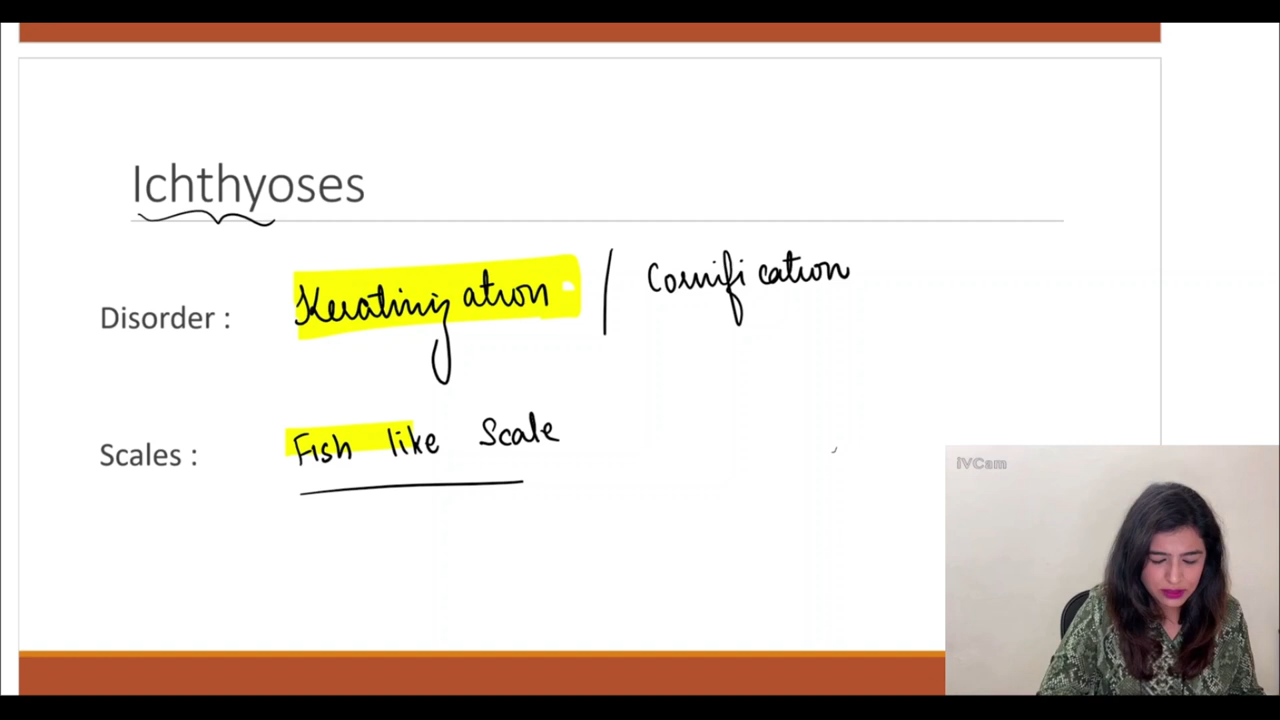 Ichthyoses
Disorder : Keratinization / Cornification
Scales : Fish like Scale
iVCam